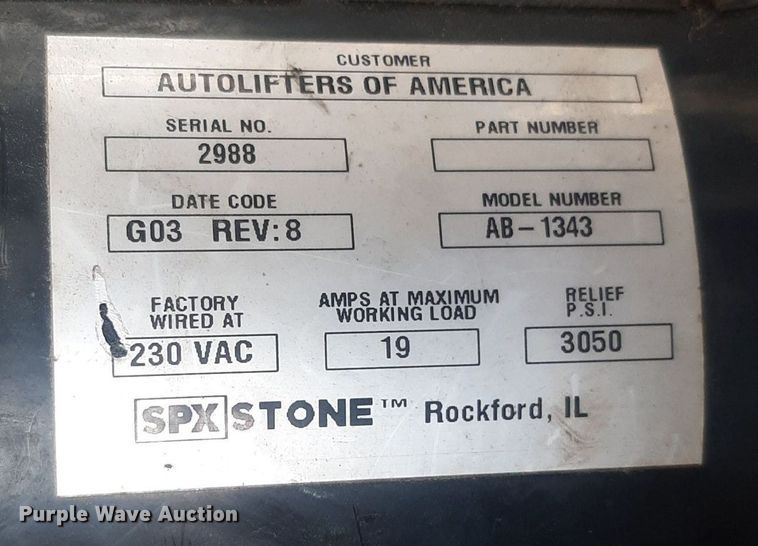 CUSTOMER
AUTOLIFTERS OF AMERICA
SERIAL NO. PART NUMBER
2988
DATE CODE MODEL NUMBER
G03 REV:8 AB-1343
FACTORY WIRED AT AMPS AT MAXIMUM WORKING LOAD RELIEF P.S.I.
230 VAC 19 3050
SPX STONE™ Rockford, IL
Purple Wave Auction